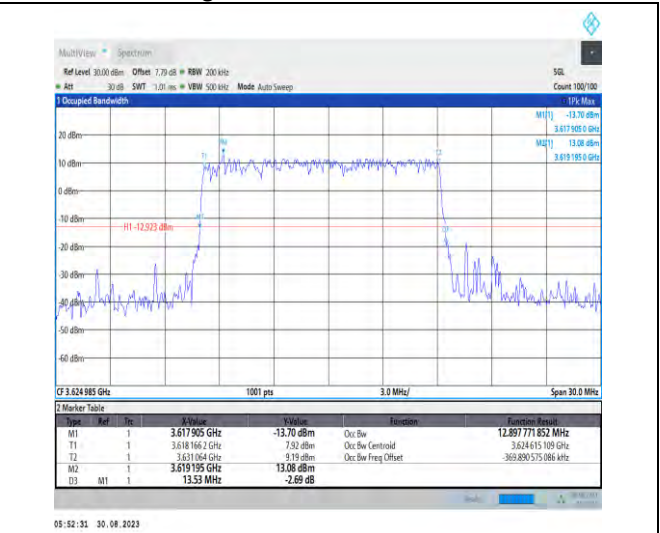 MultiView Spectrum
Ref Level 30.00 dBm Offset 7.79 dB RBW 200 kHz SGL
Att 30 dB SWT 1.01 ms VBW 500 kHz Mode Auto Sweep Count 100/100
1 Occupied Bandwidth 1Pk Max
M1[1] -13.70 dBm
3.617 905 0 GHz
M2[1] 13.08 dBm
3.619 195 0 GHz
20 dBm
M2
T1
T2
10 dBm
0 dBm
-10 dBm
M1
H1 -12.923 dBm
D3
-20 dBm
-30 dBm
-40 dBm
-50 dBm
-60 dBm
CF 3.624 985 GHz 1001 pts 3.0 MHz/ Span 30.0 MHz
2 Marker Table
Type Ref Trc X-Value Y-Value Function Function Result
M1 1 3.617 905 GHz -13.70 dBm Occ Bw 12.897 771 852 MHz
T1 1 3.618 166 2 GHz 7.92 dBm Occ Bw Centroid 3.624 615 109 GHz
T2 1 3.631 064 GHz 9.19 dBm Occ Bw Freq Offset -369.890 575 086 kHz
M2 1 3.619 195 GHz 13.08 dBm
D3 M1 1 13.53 MHz -2.69 dB
05:52:31 30.08.2023